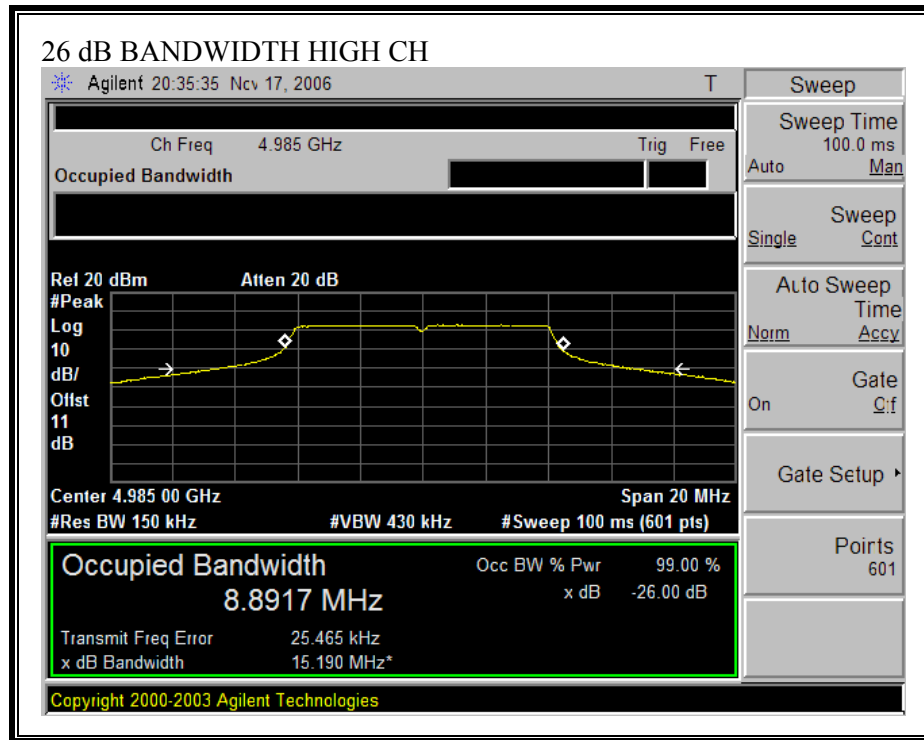 26 dB BANDWIDTH HIGH CH
Agilent 20:35:35 Nov 17, 2006 T
Sweep
Ch Freq 4.985 GHz Trig Free
Occupied Bandwidth
Sweep Time
100.0 ms
Auto Man
Sweep
Single Cont
Ref 20 dBm Atten 20 dB
#Peak
Log
10
dB/
Offst
11
dB
Auto Sweep
Time
Norm Accy
Gate
On Off
Gate Setup
Center 4.985 00 GHz Span 20 MHz
#Res BW 150 kHz #VBW 430 kHz #Sweep 100 ms (601 pts)
Points
601
Occupied Bandwidth Occ BW % Pwr 99.00 %
8.8917 MHz x dB -26.00 dB
Transmit Freq Error 25.465 kHz
x dB Bandwidth 15.190 MHz*
Copyright 2000-2003 Agilent Technologies